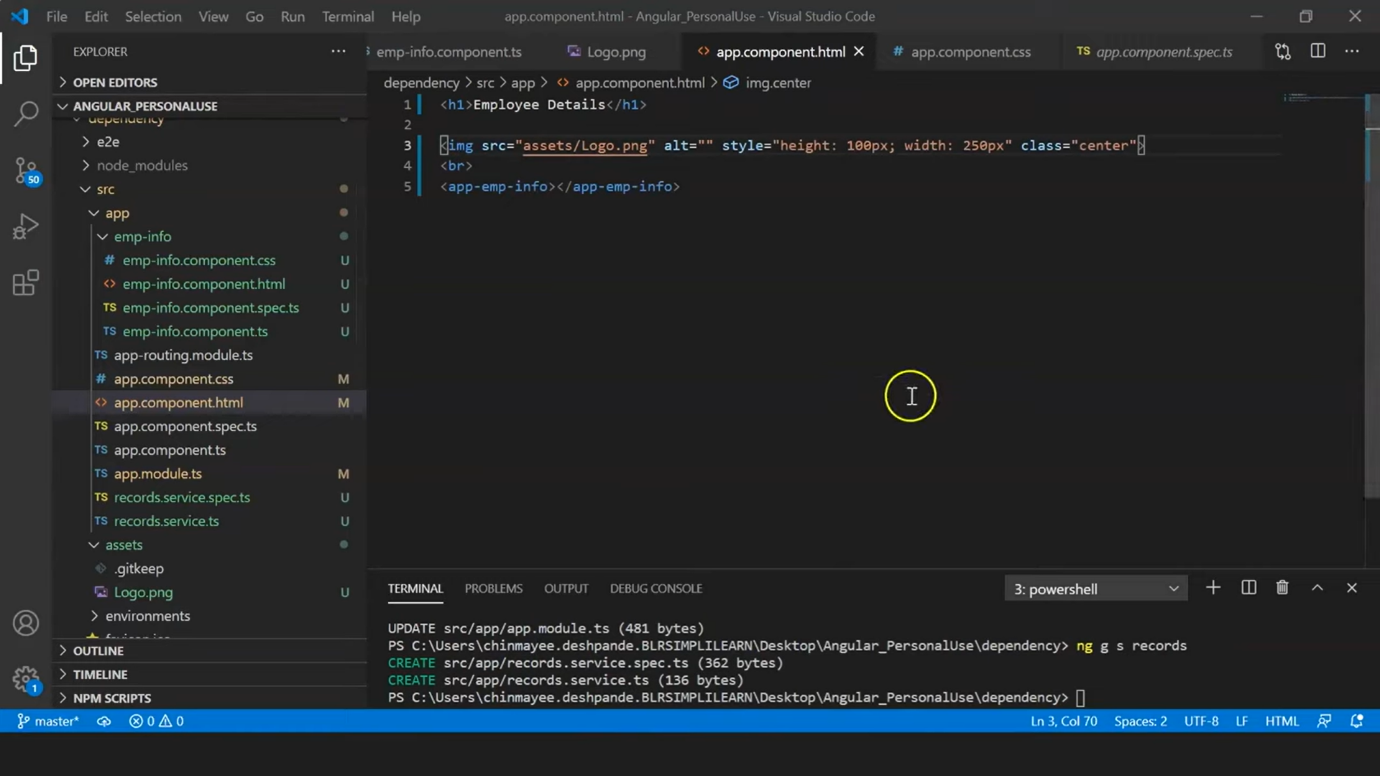 File Edit Selection View Go Run Terminal Help app.component.html - Angular_PersonalUse - Visual Studio Code
EXPLORER
OPEN EDITORS
ANGULAR_PERSONALUSE
dependency
e2e
node_modules
src
app
emp-info
emp-info.component.css U
emp-info.component.html U
emp-info.component.spec.ts U
emp-info.component.ts U
app-routing.module.ts
app.component.css M
app.component.html M
app.component.spec.ts
app.component.ts
app.module.ts M
records.service.spec.ts U
records.service.ts U
assets
.gitkeep
Logo.png U
environments
OUTLINE
TIMELINE
NPM SCRIPTS
50
1
emp-info.component.ts Logo.png app.component.html app.component.css app.component.spec.ts
dependency > src > app > app.component.html > img.center
1 <h1>Employee Details</h1>
2
3 <img src="assets/Logo.png" alt="" style="height: 100px; width: 250px" class="center">
4 <br>
5 <app-emp-info></app-emp-info>
TERMINAL PROBLEMS OUTPUT DEBUG CONSOLE 3: powershell
UPDATE src/app/app.module.ts (481 bytes)
PS C:\Users\chinmayee.deshpande.BLRSIMPLILEARN\Desktop\Angular_PersonalUse\dependency> ng g s records
CREATE src/app/records.service.spec.ts (362 bytes)
CREATE src/app/records.service.ts (136 bytes)
PS C:\Users\chinmayee.deshpande.BLRSIMPLILEARN\Desktop\Angular_PersonalUse\dependency>
master* 0 0 Ln 3, Col 70 Spaces: 2 UTF-8 LF HTML